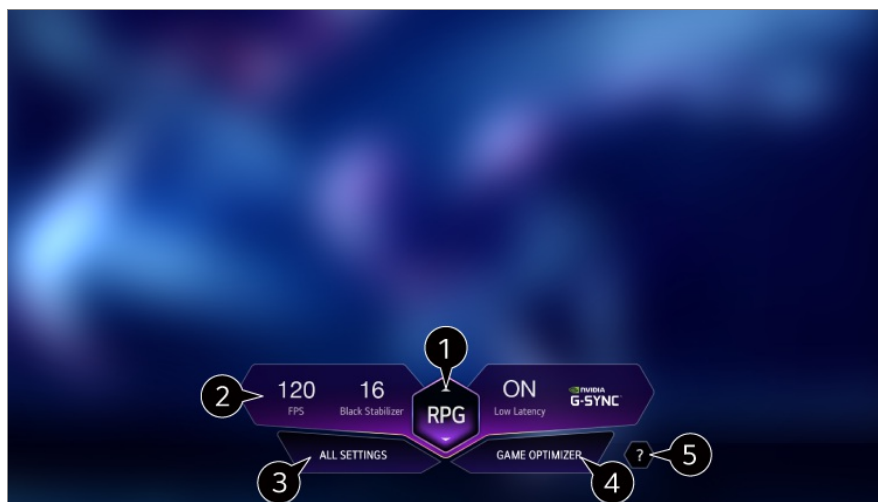 1
2
120
FPS
16
Black Stabilizer
RPG
ON
Low Latency
NVIDIA
G-SYNC
ALL SETTINGS
GAME OPTIMIZER
?
5
3
4